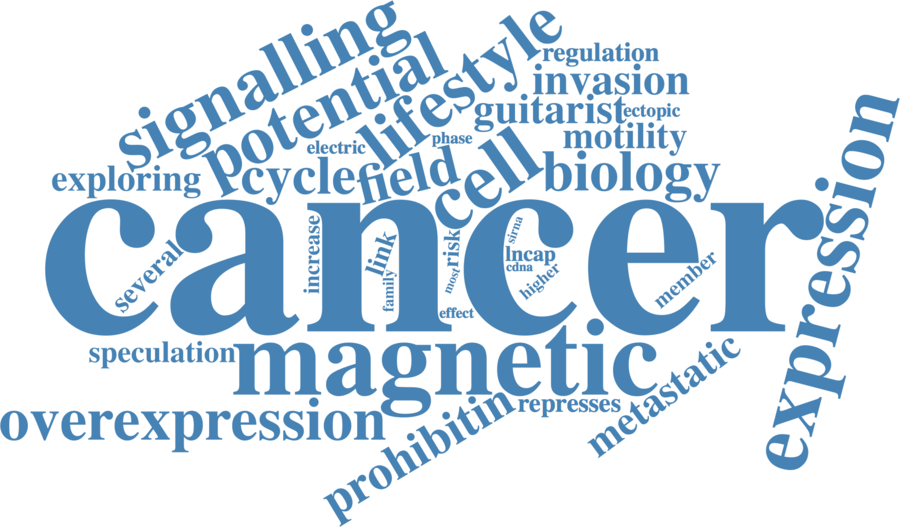 signalling
potential
lifestyle
regulation
invasion
guitarist
ectopic
motility
phase
electric
exploring
cycle
field
cell
biology
expression
cancer
several
increase
link
family
risk
most
effect
sirna
lncap
cdna
higher
member
speculation
magnetic
metastatic
overexpression
prohibitin
represses